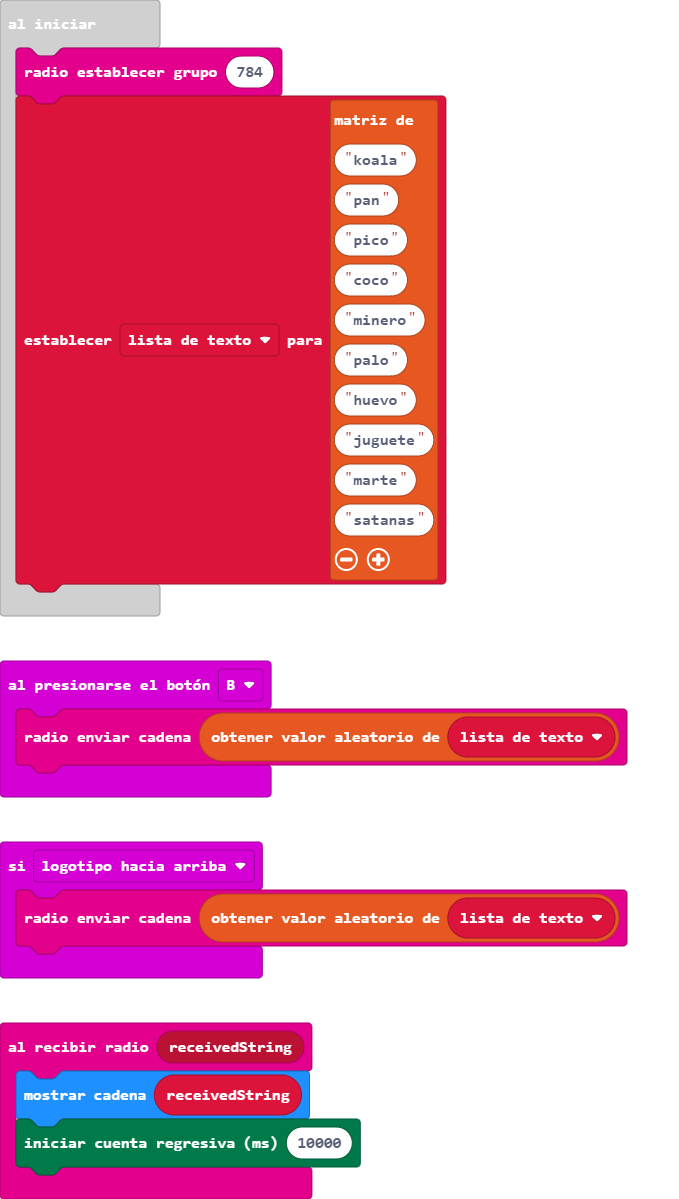 al iniciar
radio establecer grupo 784
establecer lista de texto para matriz de
"koala"
"pan"
"pico"
"coco"
"minero"
"palo"
"huevo"
"juguete"
"marte"
"satanas"
al presionarse el botón B
radio enviar cadena obtener valor aleatorio de lista de texto
si logotipo hacia arriba
radio enviar cadena obtener valor aleatorio de lista de texto
al recibir radio receivedString
mostrar cadena receivedString
iniciar cuenta regresiva (ms) 10000